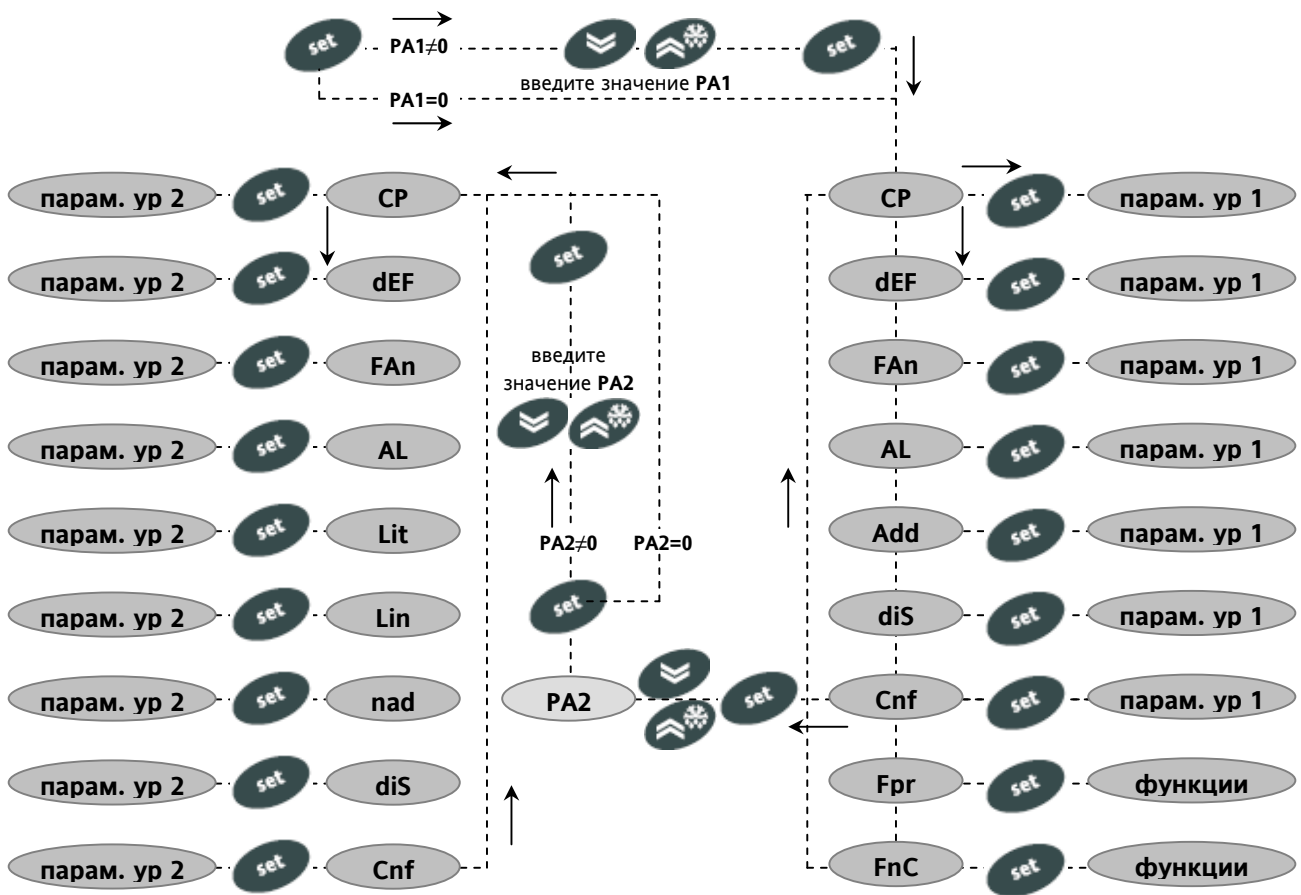 set
PA1≠0
set
введите значение PA1
PA1=0
парам. ур 2 set CP
CP set парам. ур 1
set
парам. ур 2 set dEF
dEF set парам. ур 1
парам. ур 2 set FAn
введите
значение PA2
FAn set парам. ур 1
парам. ур 2 set AL
AL set парам. ур 1
парам. ур 2 set Lit
PA2≠0 PA2=0
Add set парам. ур 1
парам. ур 2 set Lin
set
diS set парам. ур 1
парам. ур 2 set nad
PA2 set Cnf set парам. ур 1
парам. ур 2 set diS
Fpr set функции
парам. ур 2 set Cnf
FnC set функции